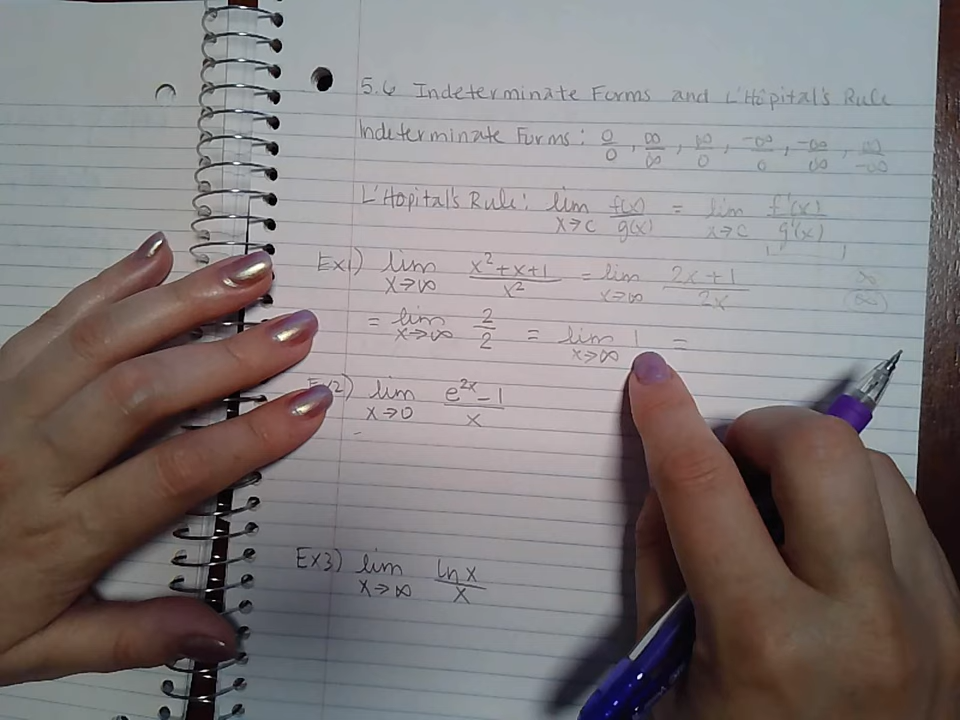 5.6 Indeterminate Forms and L'Hôpital's Rule
Indeterminate Forms: 0/0, ∞/∞, ∞/0, -∞/0, -∞/∞, ∞/-∞
L'Hopital's Rule: lim x→c f(x)/g(x) = lim x→c f'(x)/g'(x)
Ex1) lim x→∞ x²+x+1/x² = lim x→∞ 2x+1/2x ∞/∞
= lim x→∞ 2/2 = lim x→∞ 1 =
Ex2) lim x→0 e^2x-1/x
Ex3) lim x→∞ ln x/x